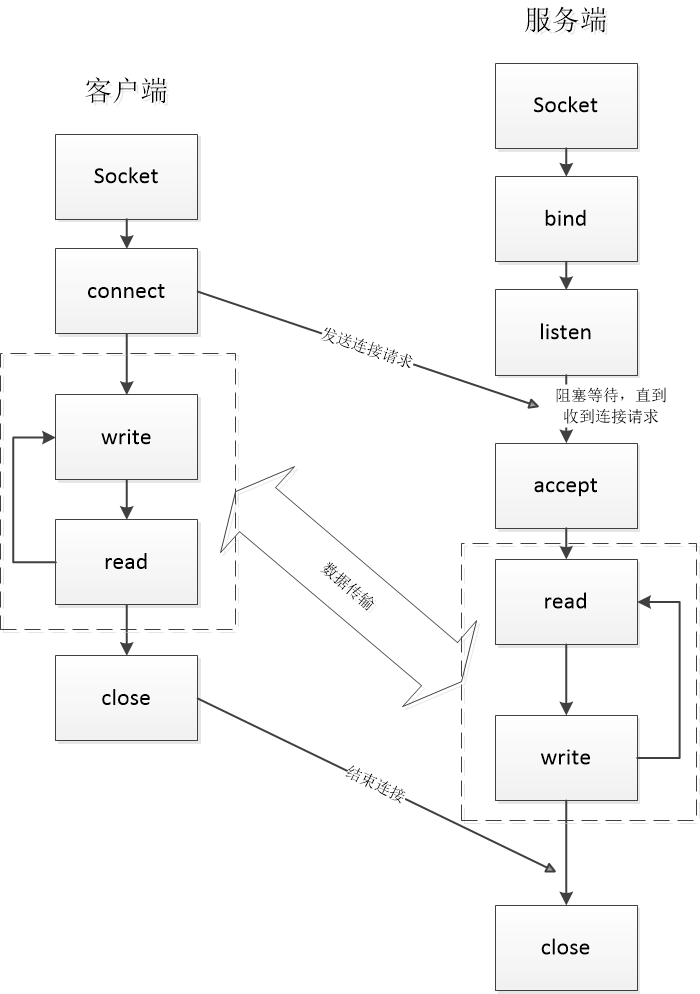 客户端
Socket
connect
write
read
close
服务端
Socket
bind
listen
阻塞等待，直到
收到连接请求
accept
read
write
close
发送连接请求
数据传输
结束连接